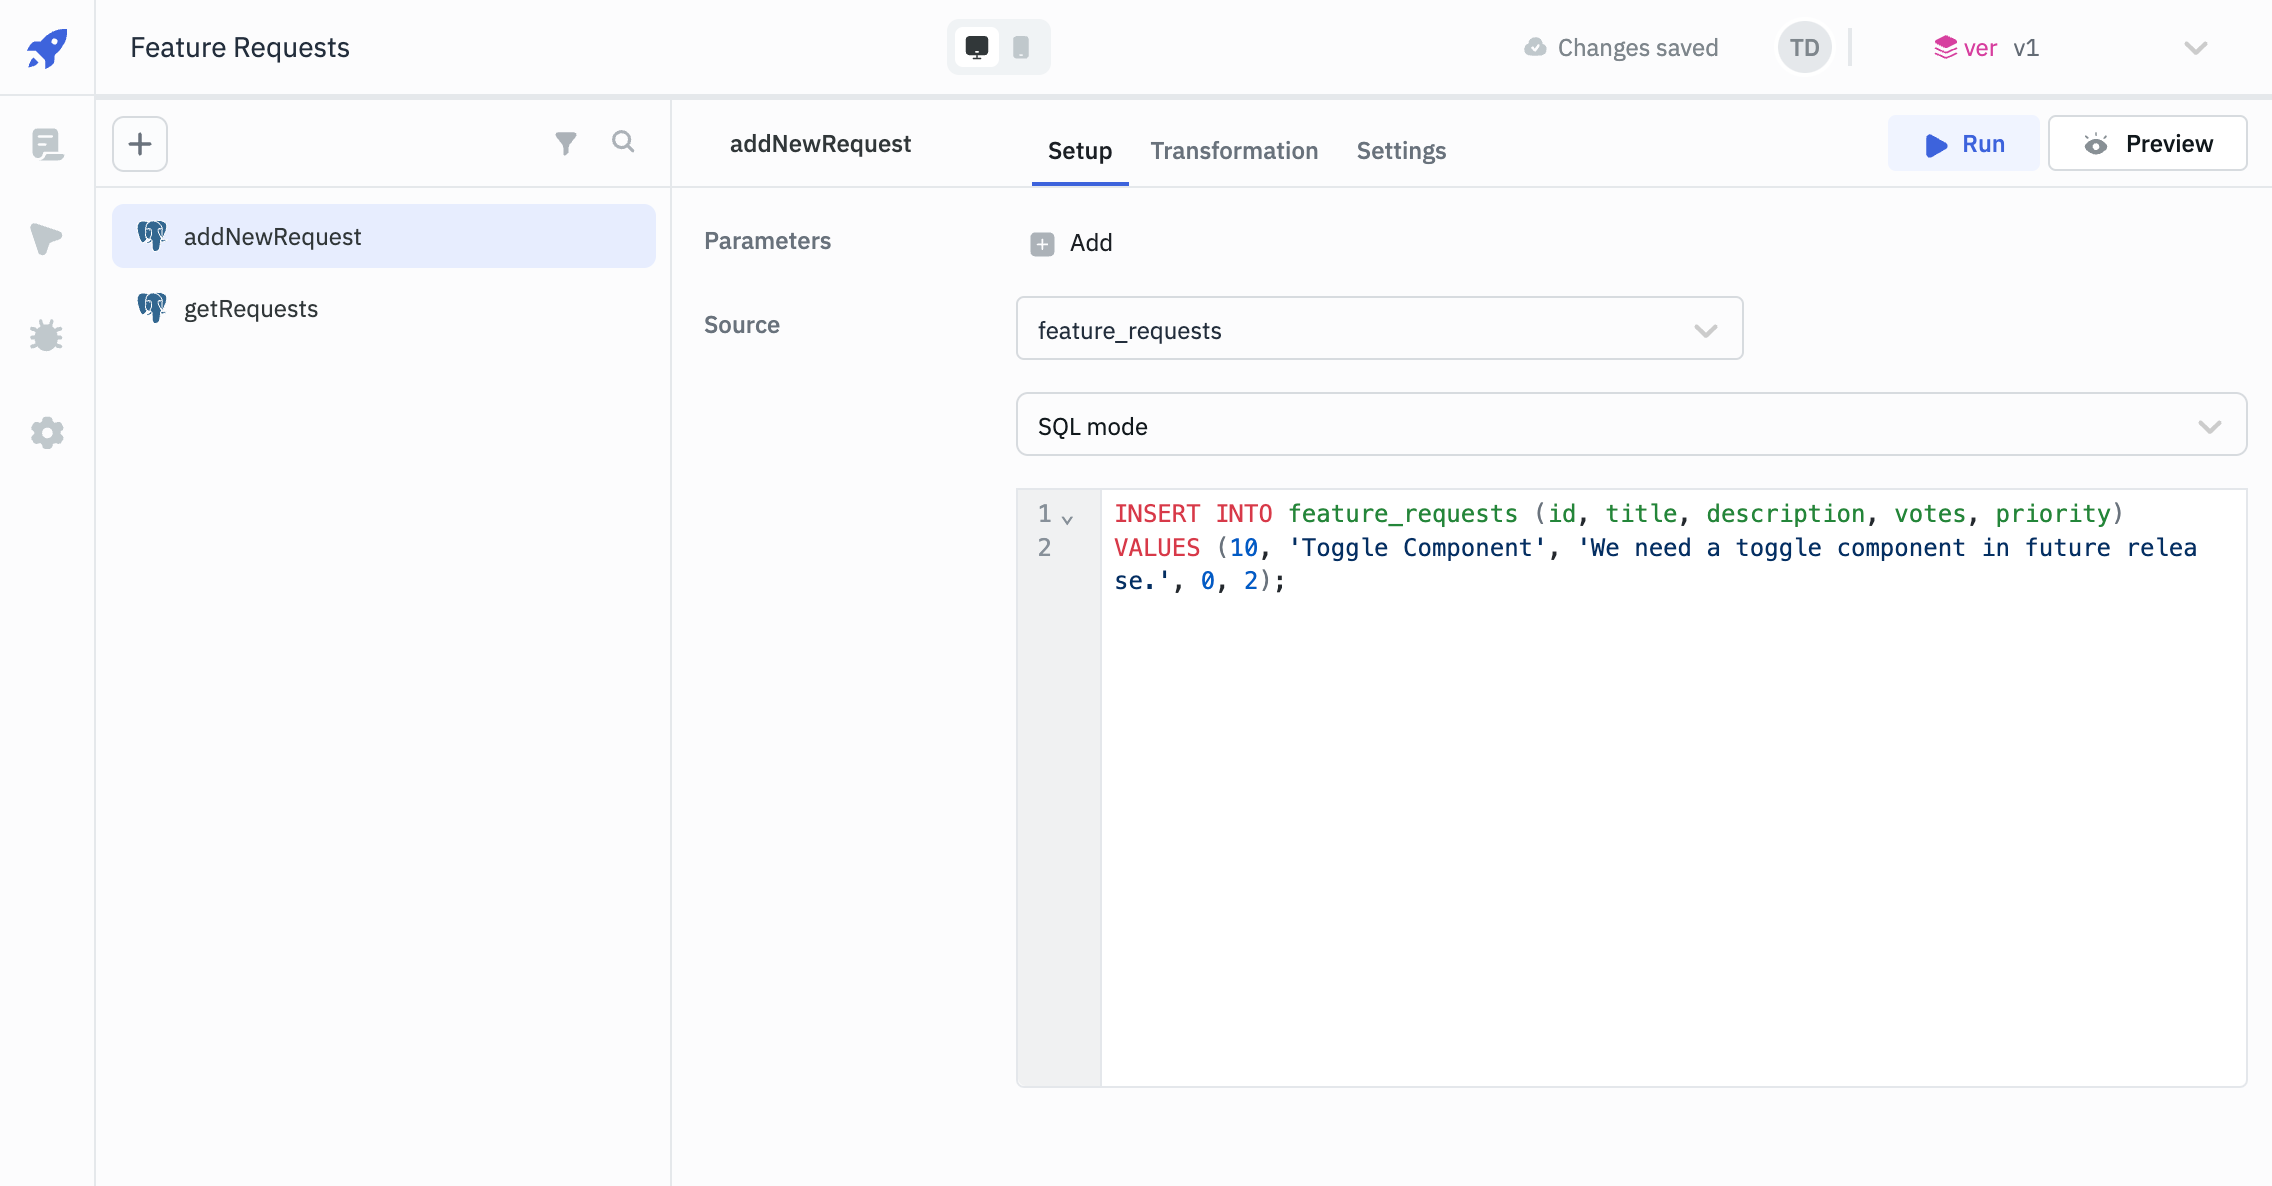 Feature Requests
Changes saved
TD
ver v1
addNewRequest
Setup
Transformation
Settings
Run
Preview
addNewRequest
getRequests
Parameters
Add
Source
feature_requests
SQL mode
1 INSERT INTO feature_requests (id, title, description, votes, priority)
2 VALUES (10, 'Toggle Component', 'We need a toggle component in future relea
se.', 0, 2);